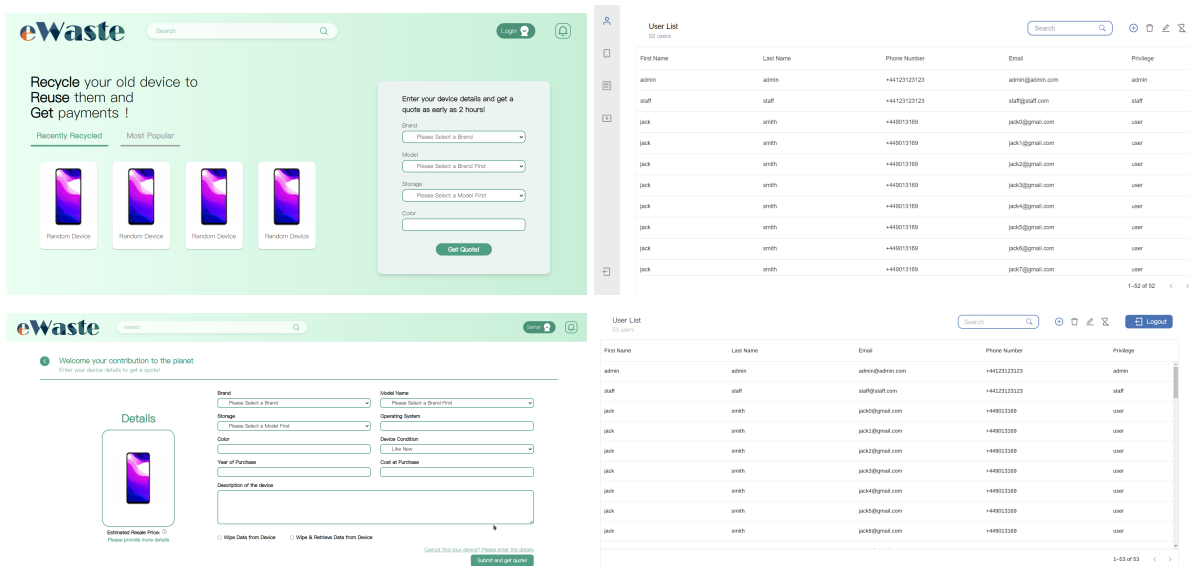 eWaste
Search
Login
Recycle your old device to
Reuse them and
Get payments !
Recently Recycled
Most Popular
Random Device
Random Device
Random Device
Random Device
Enter your device details and get a
quote as early as 2 hours!
Brand
Please Select a Brand
Model
Please Select a Brand First
Storage
Please Select a Model First
Color
Get Quote!
User List
52 users
Search
First Name Last Name Phone Number Email Privilege
admin admin +44123123123 admin@admin.com admin
staff staff +44123123123 staff@staff.com staff
jack smith +449013169 jack0@gmail.com user
jack smith +449013169 jack1@gmail.com user
jack smith +449013169 jack2@gmail.com user
jack smith +449013169 jack3@gmail.com user
jack smith +449013169 jack4@gmail.com user
jack smith +449013169 jack5@gmail.com user
jack smith +449013169 jack6@gmail.com user
jack smith +449013169 jack7@gmail.com user
1–52 of 52
eWaste
Welcome your contribution to the planet
Enter your device details to get a quote!
Details
Estimated Resale Price:
Please provide more details
Brand
Please Select a Brand
Model Name
Please Select a Brand First
Storage
Please Select a Model First
Operating System
Color
Device Condition
Like New
Year of Purchase
Cost at Purchase
Description of the device
Wipe Data from Device
Wipe & Retrieve Data from Device
Cannot find your device? Please enter the details
Submit and get quote!
User List
53 users
Search
Logout
First Name Last Name Email Phone Number Privilege
admin admin admin@admin.com +44123123123 admin
staff staff staff@staff.com +44123123123 staff
jack smith jack0@gmail.com +449013169 user
jack smith jack1@gmail.com +449013169 user
jack smith jack2@gmail.com +449013169 user
jack smith jack3@gmail.com +449013169 user
jack smith jack4@gmail.com +449013169 user
jack smith jack5@gmail.com +449013169 user
jack smith jack6@gmail.com +449013169 user
1–53 of 53